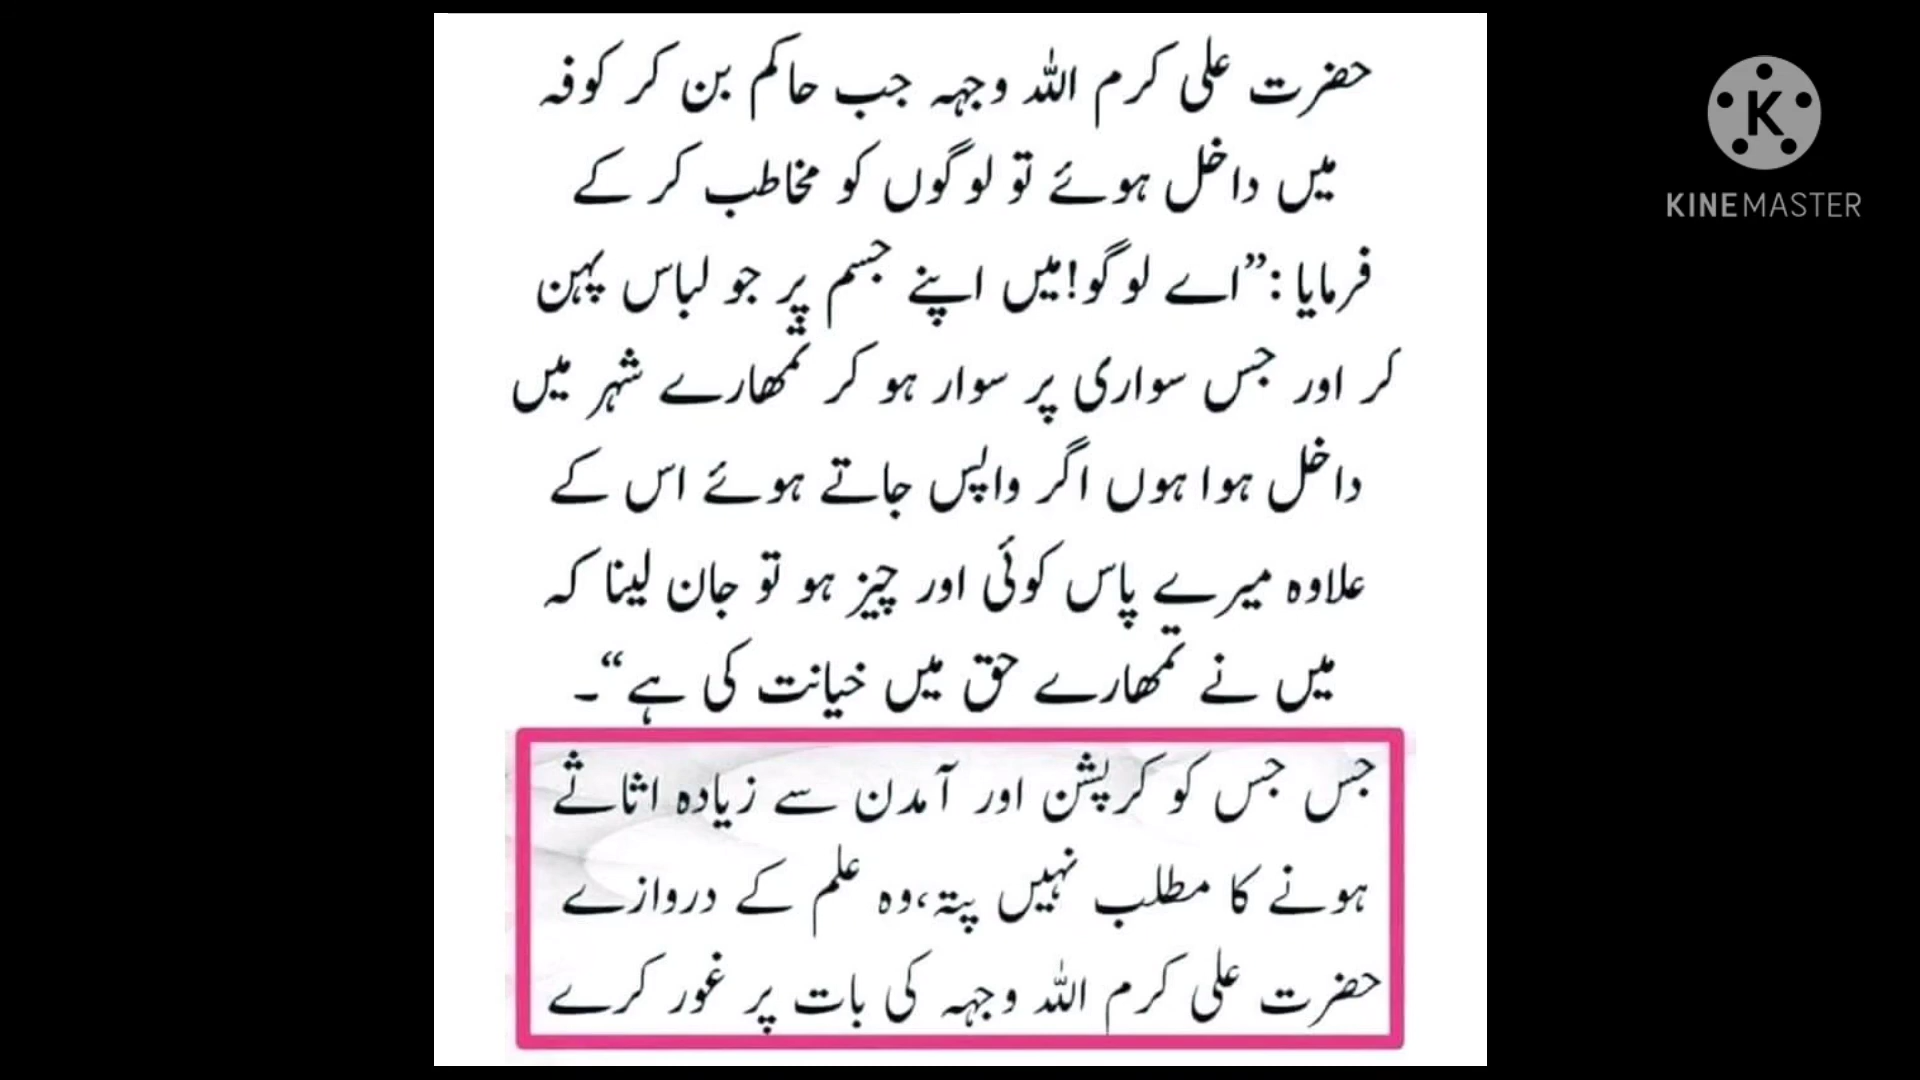 حضرت علی کرم اللہ وجہہ جب حاکم بن کر کوفہ
میں داخل ہوئے تو لوگوں کو مخاطب کر کے
فرمایا :”اے لوگو!میں اپنے جسم پر جو لباس پہن
کر اور جس سواری پر سوار ہو کر تمھارے شہر میں
داخل ہوا ہوں اگر واپس جاتے ہوئے اس کے
علاوہ میرے پاس کوئی اور چیز ہو تو جان لینا کہ
میں نے تمھارے حق میں خیانت کی ہے“۔
جس جس کو کرپشن اور آمدن سے زیادہ اثاثے
ہونے کا مطلب نہیں پتہ،وہ علم کے دروازے
حضرت علی کرم اللہ وجہہ کی بات پر غور کرے
K
KINEMASTER